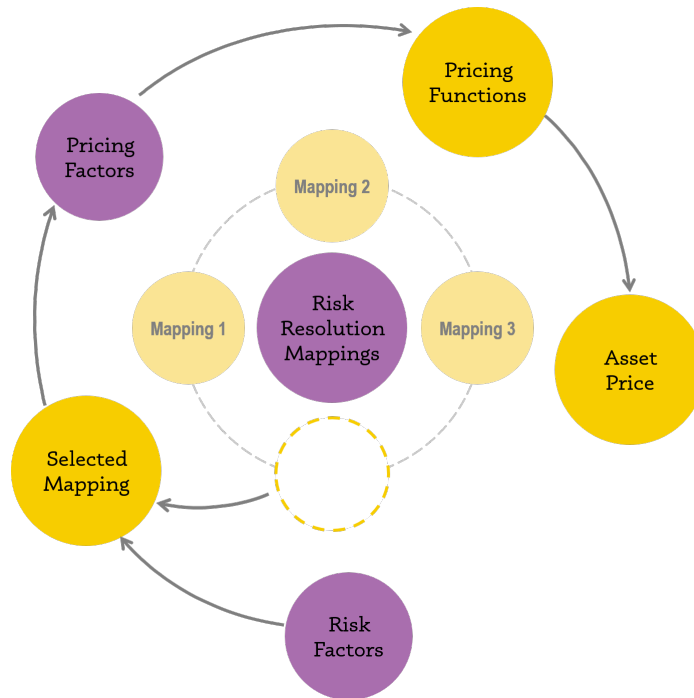 Pricing
Functions
Pricing
Factors
Mapping 2
Risk
Resolution
Mappings
Mapping 1
Mapping 3
Asset
Price
Selected
Mapping
Risk
Factors